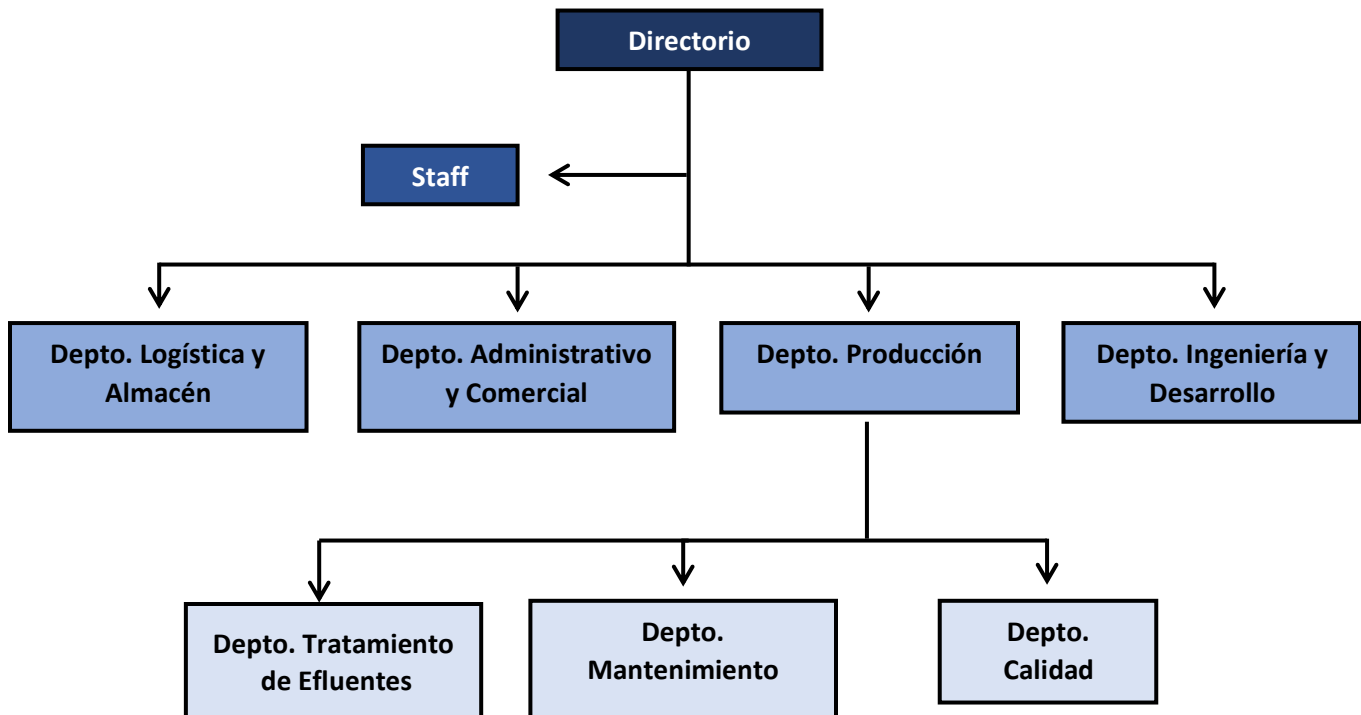 Directorio
Staff
Depto. Logística y
Almacén
Depto. Administrativo
y Comercial
Depto. Producción
Depto. Ingeniería y
Desarrollo
Depto. Tratamiento
de Efluentes
Depto.
Mantenimiento
Depto.
Calidad